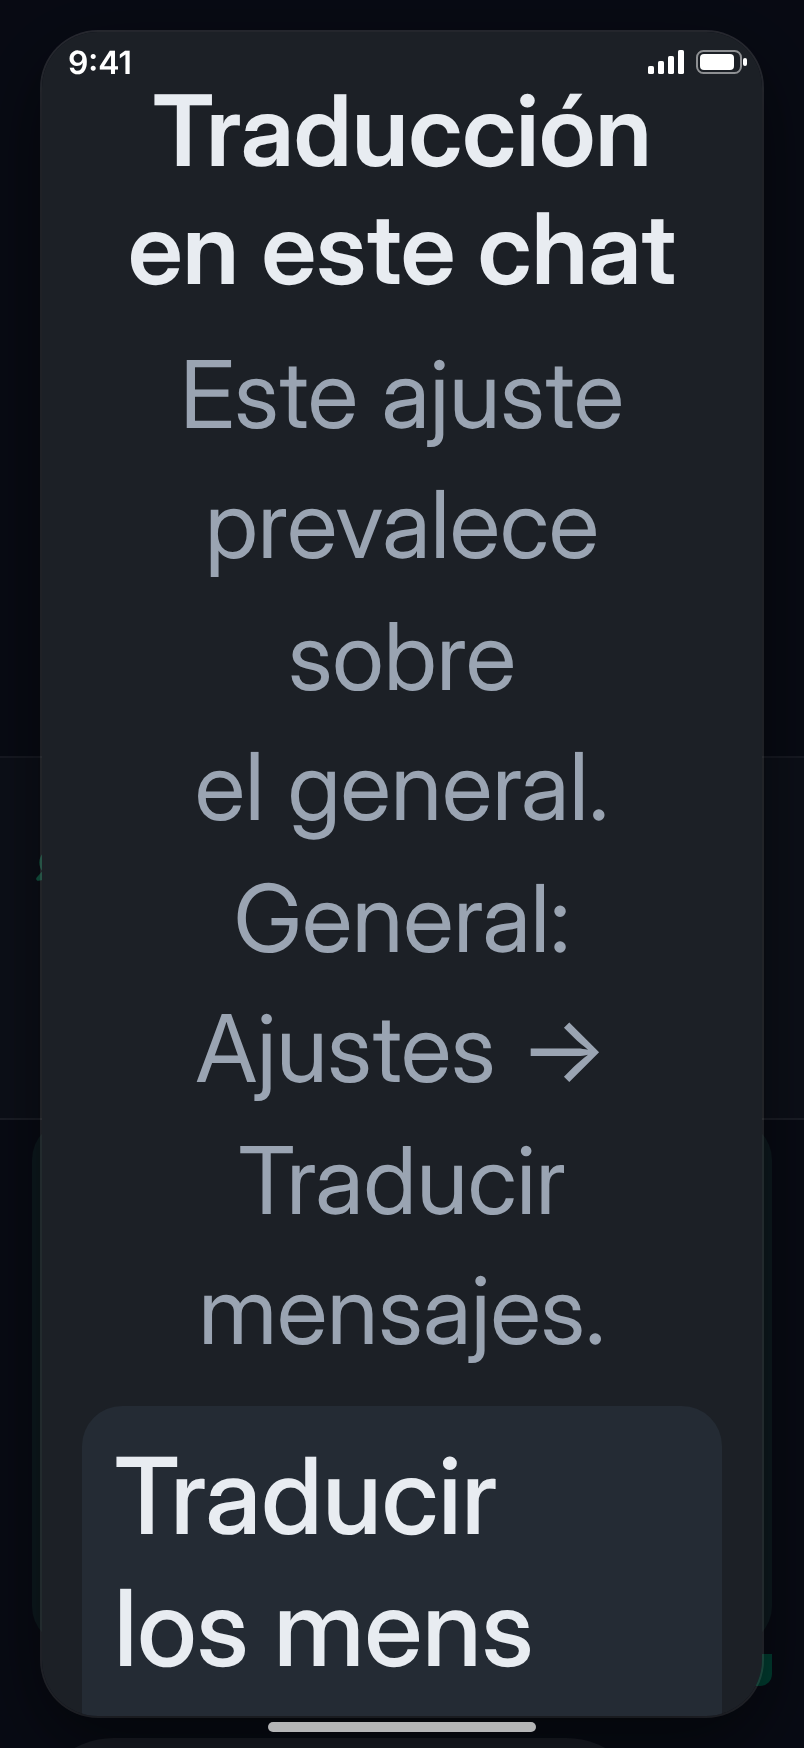 9:41
Traducción
en este chat
Este ajuste
prevalece
sobre
el general.
General:
Ajustes →
Traducir
mensajes.
Traducir
los mens